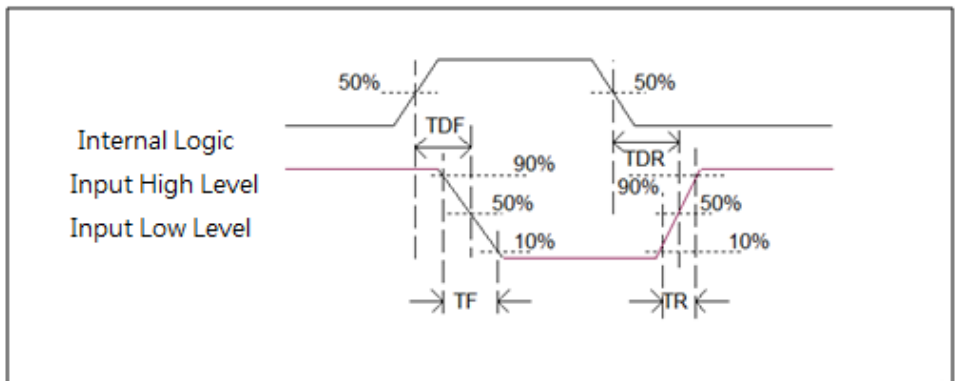 50%
50%
Internal Logic
TDF
TDR
Input High Level
90%
90%
Input Low Level
50%
50%
10%
10%
TF
TR